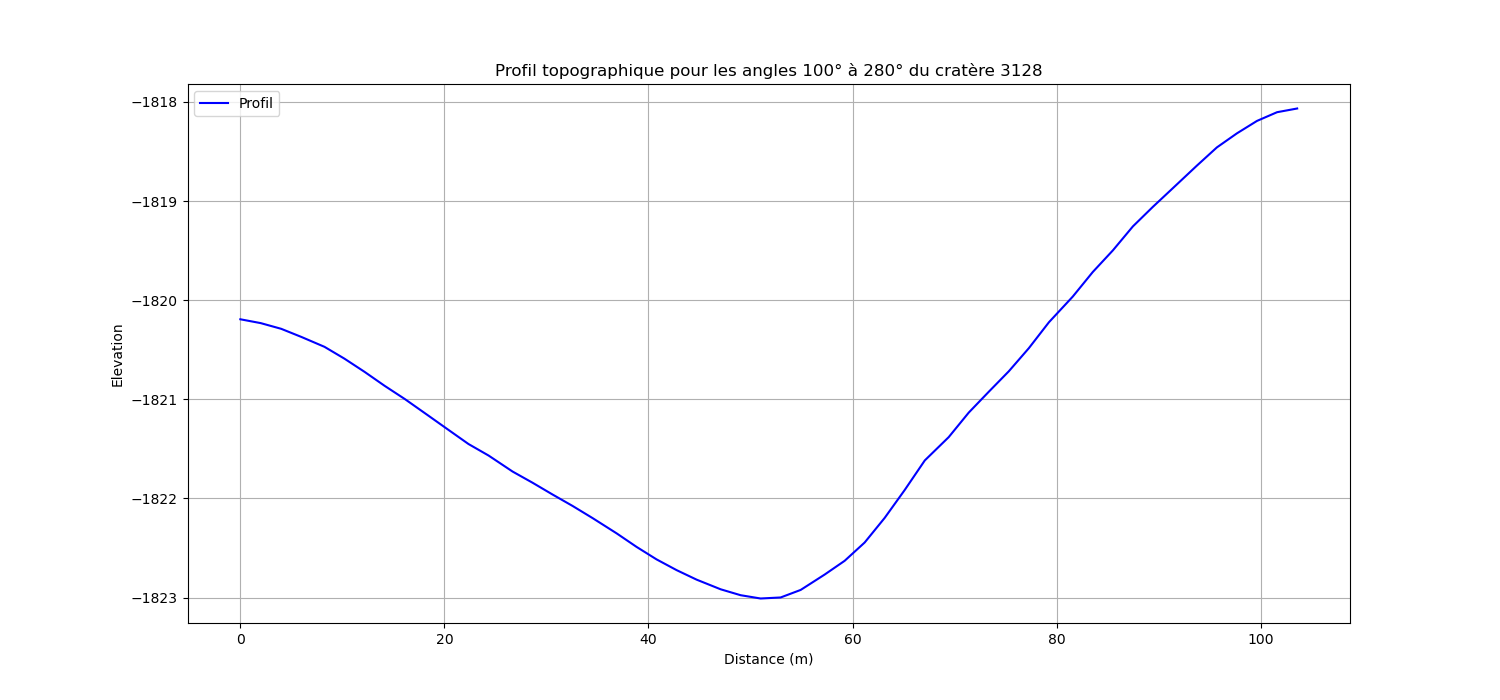 Profil topographique pour les angles 100° à 280° du cratère 3128
Profil
−1818
−1819
−1820
−1821
−1822
−1823
Elevation
0 20 40 60 80 100
Distance (m)